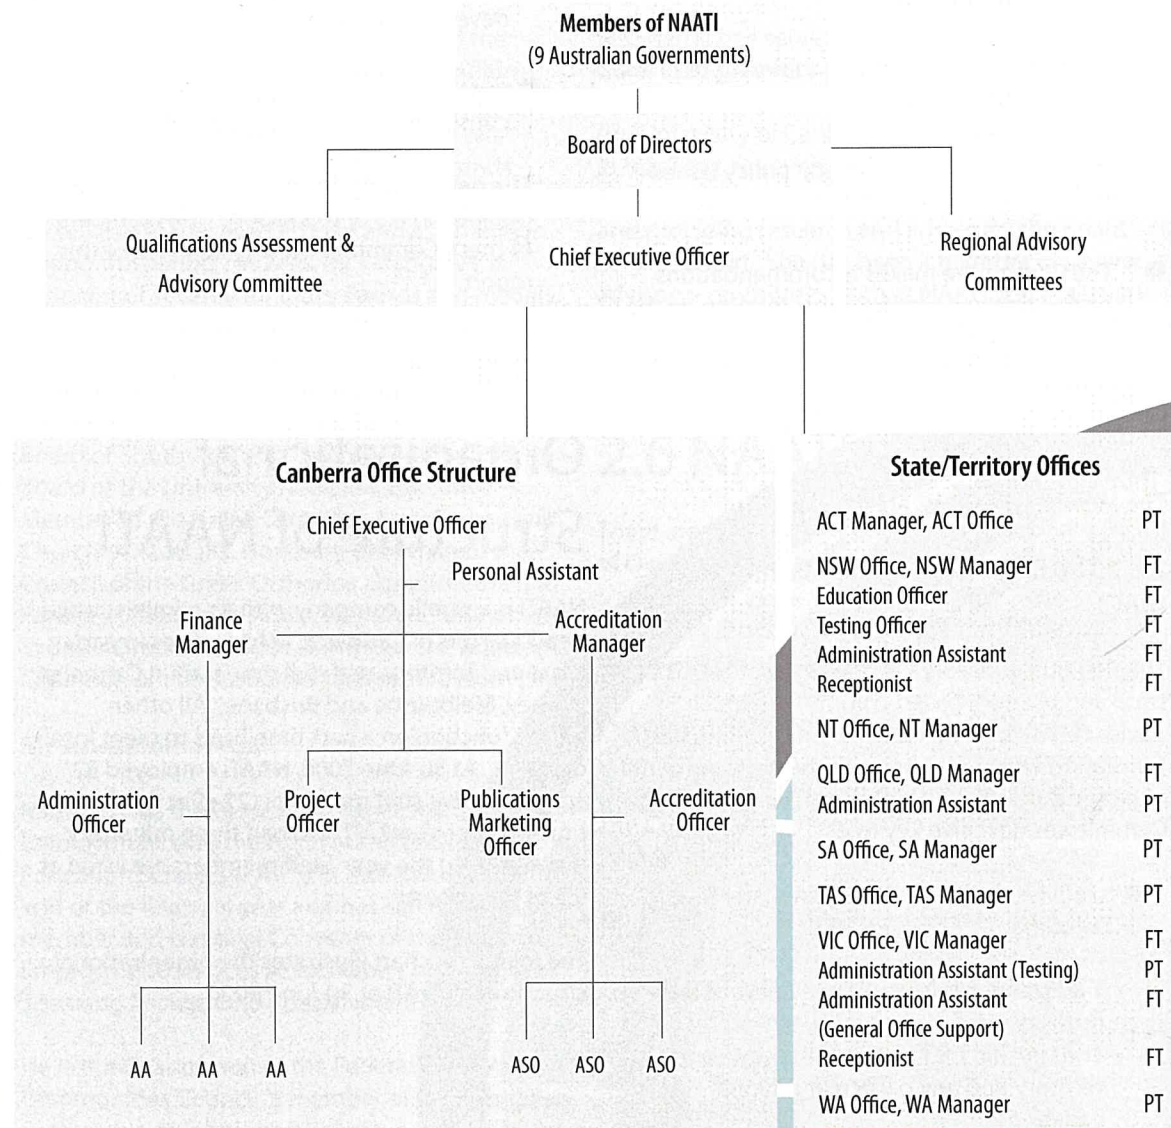 Members of NAATI
(9 Australian Governments)
Board of Directors
Qualifications Assessment &
Advisory Committee
Chief Executive Officer
Regional Advisory
Committees
Canberra Office Structure
Chief Executive Officer
Personal Assistant
Finance
Manager
Accreditation
Manager
Administration
Officer
Project
Officer
Publications
Marketing
Officer
Accreditation
Officer
AA AA AA
ASO ASO ASO
State/Territory Offices
ACT Manager, ACT Office PT
NSW Office, NSW Manager FT
Education Officer FT
Testing Officer FT
Administration Assistant FT
Receptionist FT
NT Office, NT Manager PT
QLD Office, QLD Manager FT
Administration Assistant PT
SA Office, SA Manager PT
TAS Office, TAS Manager PT
VIC Office, VIC Manager FT
Administration Assistant (Testing) PT
Administration Assistant FT
(General Office Support)
Receptionist FT
WA Office, WA Manager PT